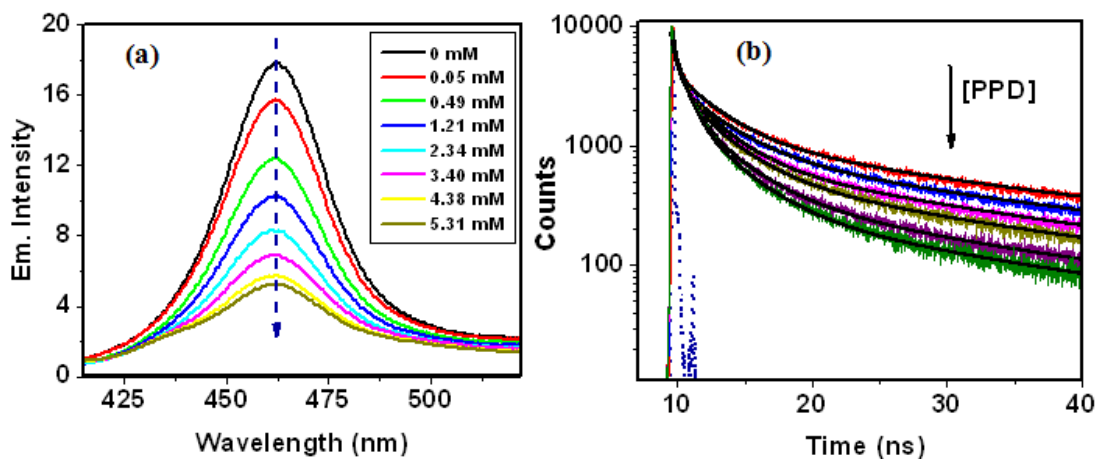 (a)
20
16
12
8
4
0
Em. Intensity
425
450
475
500
Wavelength (nm)
0 mM
0.05 mM
0.49 mM
1.21 mM
2.34 mM
3.40 mM
4.38 mM
5.31 mM
(b)
10000
1000
100
Counts
[PPD]
10
20
30
40
Time (ns)